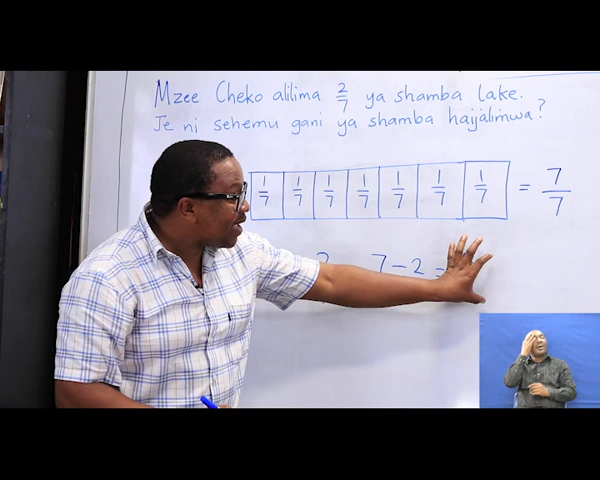 Mzee Cheko alilima 2/7 ya shamba lake.
Je ni sehemu gani ya shamba haijalimwa?
1/7 1/7 1/7 1/7 1/7 1/7 1/7 = 7/7
2 7 - 2 =